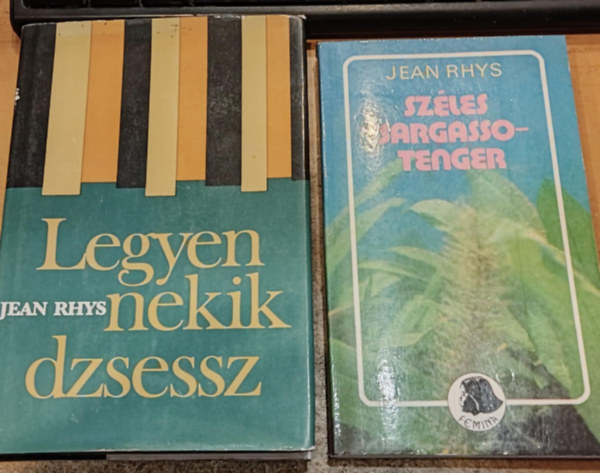 Legyen
JEAN RHYS nekik
dzsessz
JEAN RHYS
SZÉLES
SARGASSO-
TENGER
FEMINA